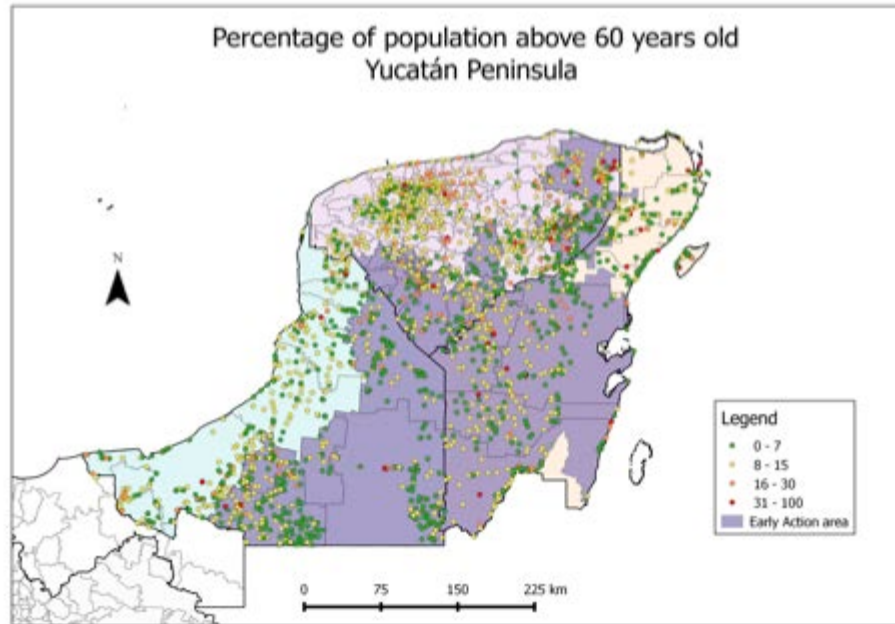 Percentage of population above 60 years old
Yucatán Peninsula
N
Legend
0 - 7
8 - 15
16 - 30
31 - 100
Early Action area
0 75 150 225 km